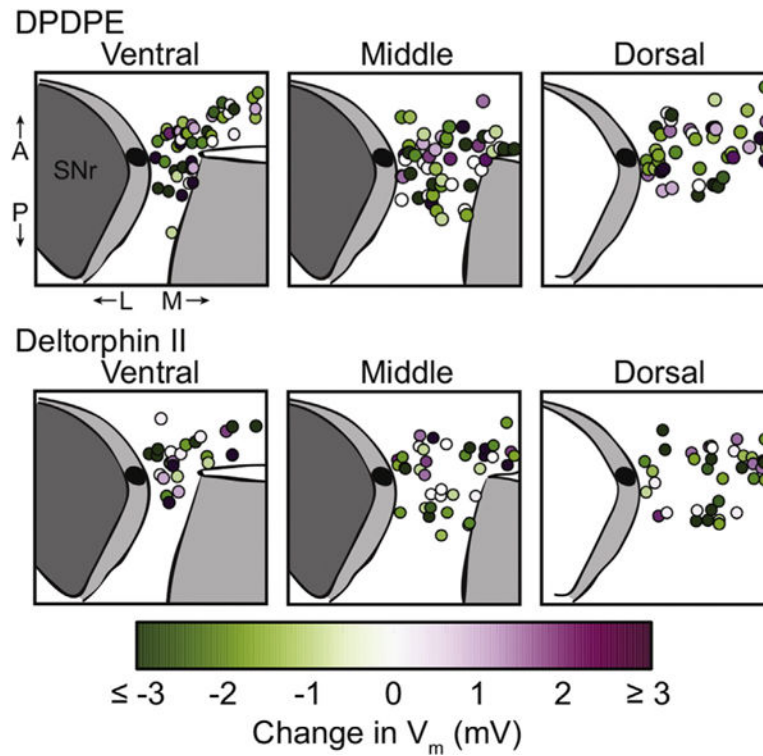 DPDPE
Ventral Middle Dorsal
A
SNr
P
L M
Deltorphin II
Ventral Middle Dorsal
≤ -3 -2 -1 0 1 2 ≥ 3
Change in Vm (mV)